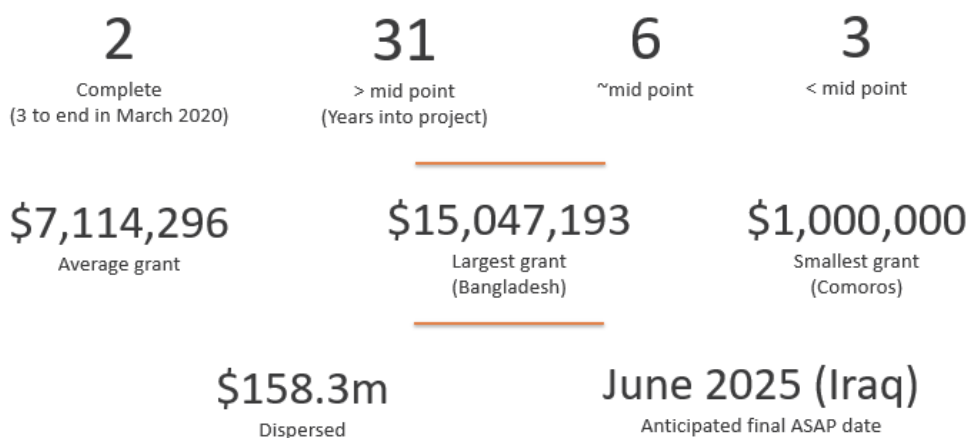 2
Complete
(3 to end in March 2020)
31
> mid point
(Years into project)
6
~mid point
3
< mid point
$7,114,296
Average grant
$15,047,193
Largest grant
(Bangladesh)
$1,000,000
Smallest grant
(Comoros)
$158.3m
Dispersed
June 2025 (Iraq)
Anticipated final ASAP date